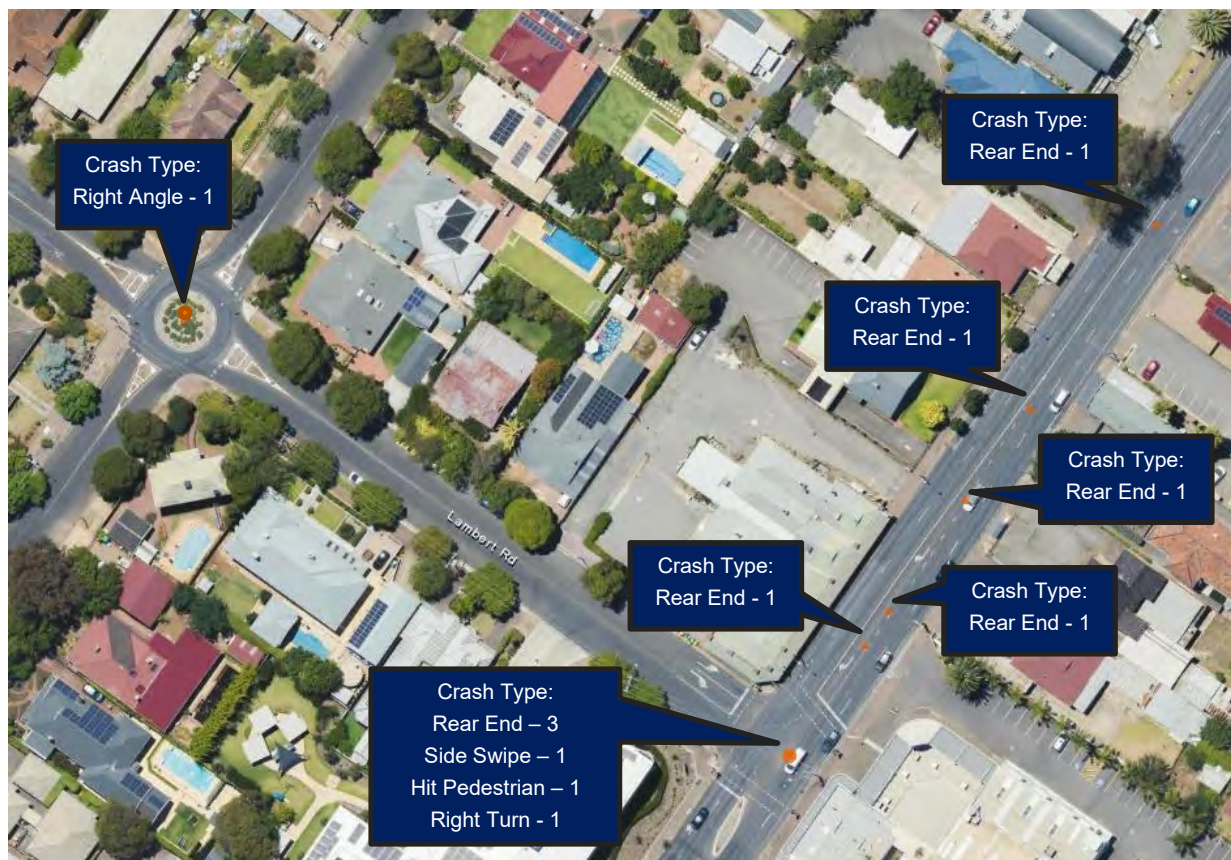 Crash Type:
Rear End - 1
Crash Type:
Right Angle - 1
Crash Type:
Rear End - 1
Crash Type:
Rear End - 1
Lambert Rd
Crash Type:
Rear End - 1
Crash Type:
Rear End - 1
Crash Type:
Rear End – 3
Side Swipe – 1
Hit Pedestrian – 1
Right Turn - 1